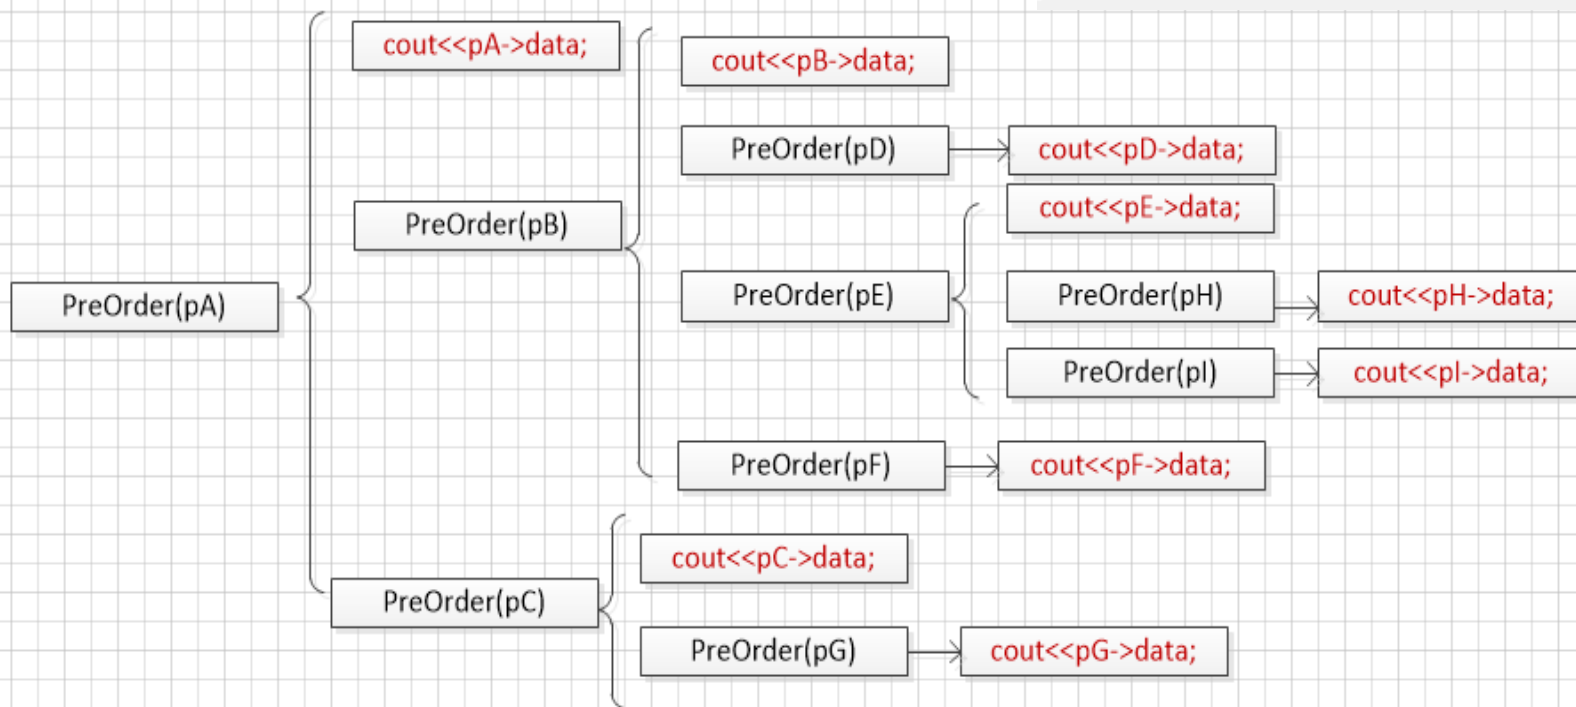 cout<<pA->data;
cout<<pB->data;
PreOrder(pD)
cout<<pD->data;
cout<<pE->data;
PreOrder(pB)
PreOrder(pA)
PreOrder(pE)
PreOrder(pH)
cout<<pH->data;
PreOrder(pI)
cout<<pI->data;
PreOrder(pF)
cout<<pF->data;
cout<<pC->data;
PreOrder(pC)
PreOrder(pG)
cout<<pG->data;